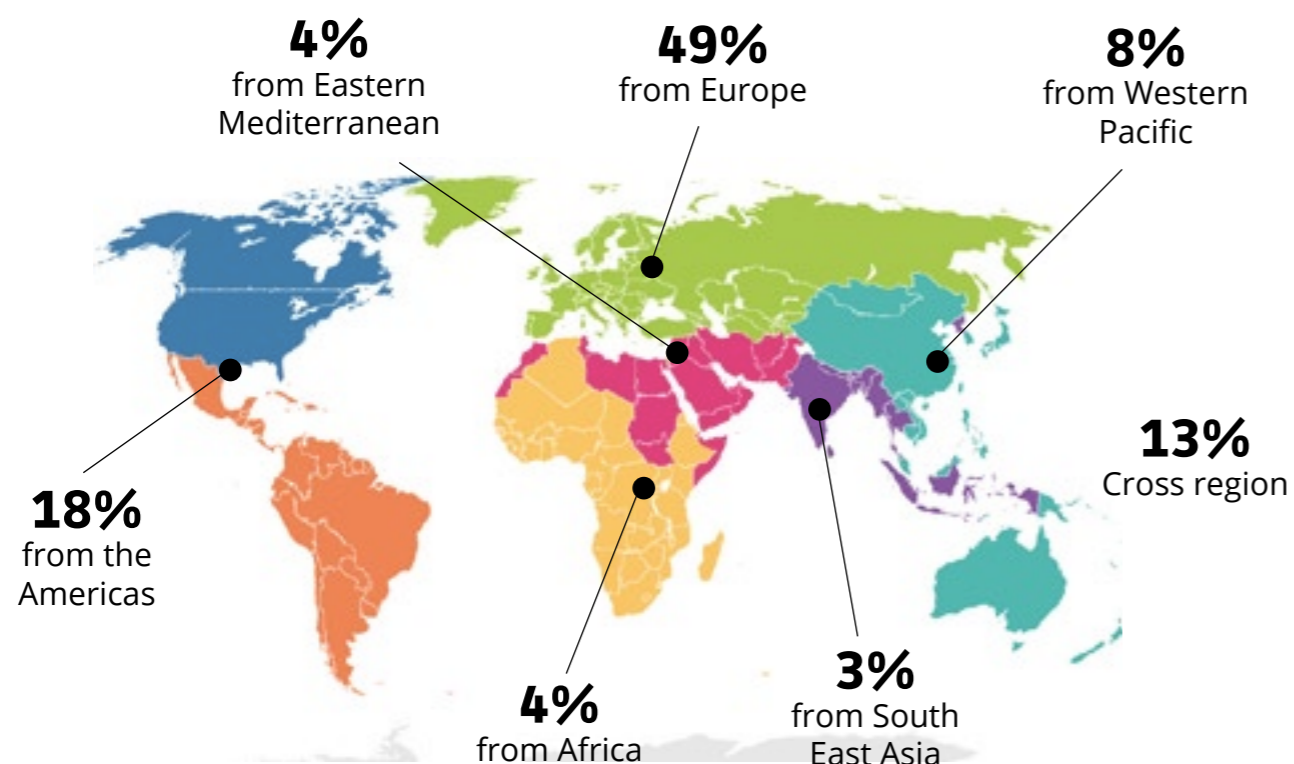 4%
from Eastern
Mediterranean
49%
from Europe
8%
from Western
Pacific
13%
Cross region
18%
from the
Americas
4%
from Africa
3%
from South
East Asia